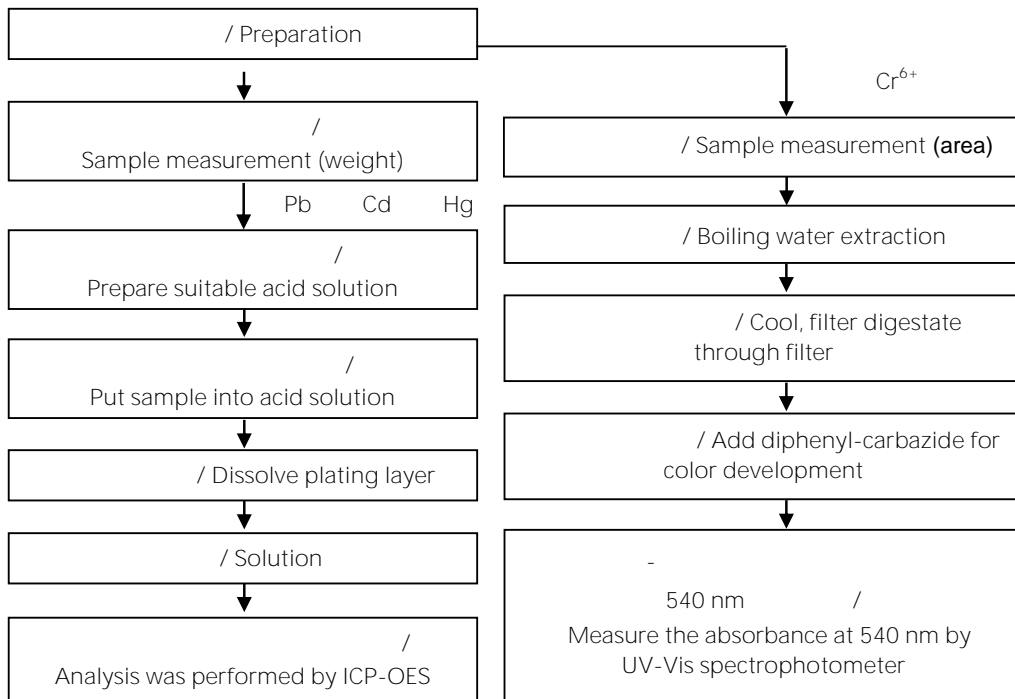 / Preparation
/
Sample measurement (weight)
Pb Cd Hg
/
Prepare suitable acid solution
/
Put sample into acid solution
/ Dissolve plating layer
/ Solution
/
Analysis was performed by ICP-OES
Cr⁶⁺
/ Sample measurement (area)
/ Boiling water extraction
/ Cool, filter digestate
through filter
/ Add diphenyl-carbazide for
color development
-
540 nm /
Measure the absorbance at 540 nm by
UV-Vis spectrophotometer